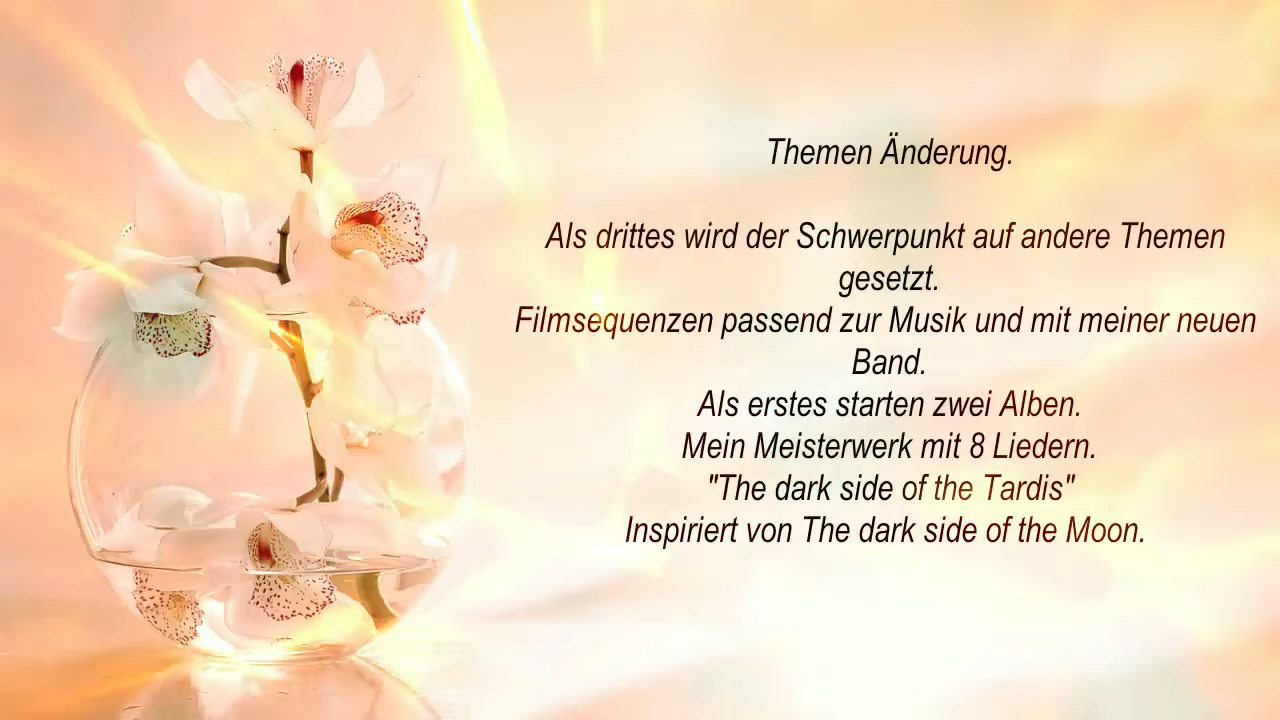 Themen Änderung.
Als drittes wird der Schwerpunkt auf andere Themen
gesetzt.
Filmsequenzen passend zur Musik und mit meiner neuen
Band.
Als erstes starten zwei Alben.
Mein Meisterwerk mit 8 Liedern.
"The dark side of the Tardis"
Inspiriert von The dark side of the Moon.